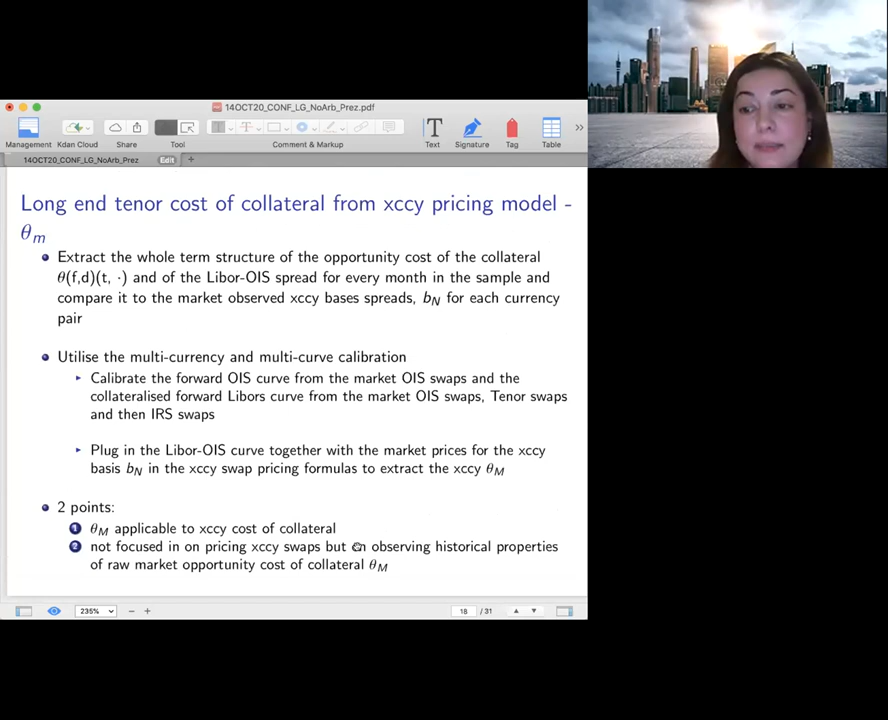 14OCT20_CONF_LG_NoArb_Prez.pdf
Management Kdan Cloud Share Tool Comment & Markup Text Signature Tag Table
14OCT20_CONF_LG_NoArb_Prez Edit
Long end tenor cost of collateral from xccy pricing model -
θm
Extract the whole term structure of the opportunity cost of the collateral
θ(f,d)(t, ·) and of the Libor-OIS spread for every month in the sample and
compare it to the market observed xccy bases spreads, bN for each currency
pair
Utilise the multi-currency and multi-curve calibration
Calibrate the forward OIS curve from the market OIS swaps and the
collateralised forward Libors curve from the market OIS swaps, Tenor swaps
and then IRS swaps
Plug in the Libor-OIS curve together with the market prices for the xccy
basis bN in the xccy swap pricing formulas to extract the xccy θM
2 points:
1 θM applicable to xccy cost of collateral
2 not focused in on pricing xccy swaps but on observing historical properties
of raw market opportunity cost of collateral θM
235% 18 / 31